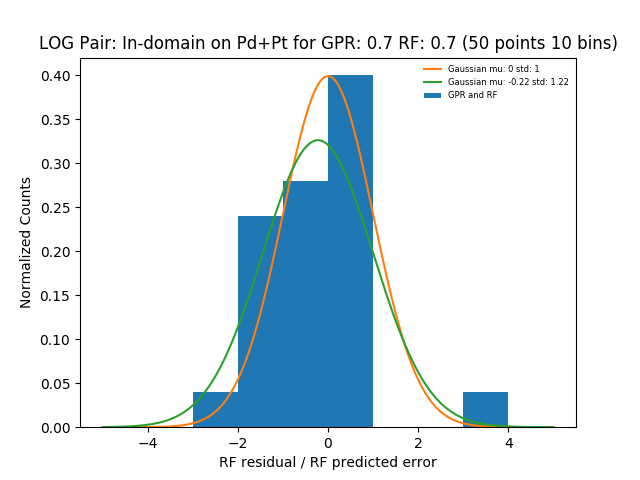 LOG Pair: In-domain on Pd+Pt for GPR: 0.7 RF: 0.7 (50 points 10 bins)
Gaussian mu: 0 std: 1
Gaussian mu: -0.22 std: 1.22
GPR and RF
Normalized Counts
0.40
0.35
0.30
0.25
0.20
0.15
0.10
0.05
0.00
−4 −2 0 2 4
RF residual / RF predicted error